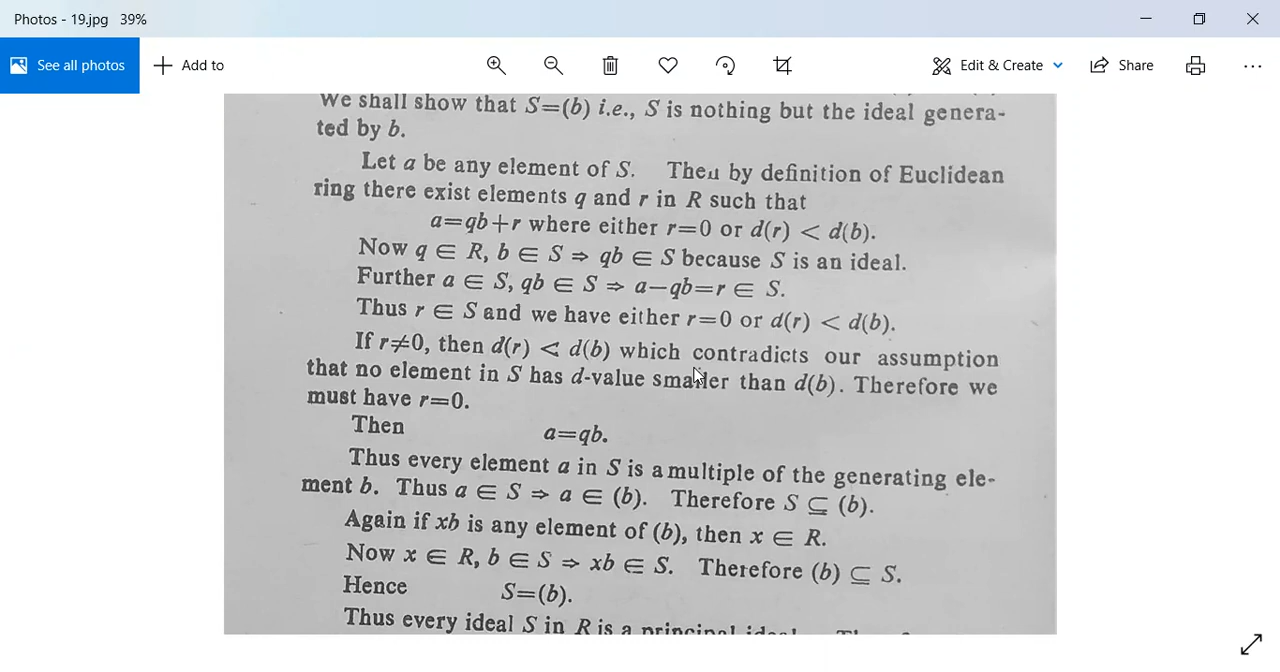 Photos - 19.jpg 39%
See all photos
Add to
Edit & Create
Share
We shall show that S=(b) i.e., S is nothing but the ideal genera-
ted by b.
Let a be any element of S. Then by definition of Euclidean
ring there exist elements q and r in R such that
a=qb+r where either r=0 or d(r) < d(b).
Now q ∈ R, b ∈ S ⇒ qb ∈ S because S is an ideal.
Further a ∈ S, qb ∈ S ⇒ a−qb=r ∈ S.
Thus r ∈ S and we have either r=0 or d(r) < d(b).
If r≠0, then d(r) < d(b) which contradicts our assumption
that no element in S has d-value smaller than d(b). Therefore we
must have r=0.
Then a=qb.
Thus every element a in S is a multiple of the generating ele-
ment b. Thus a ∈ S ⇒ a ∈ (b). Therefore S ⊆ (b).
Again if xb is any element of (b), then x ∈ R.
Now x ∈ R, b ∈ S ⇒ xb ∈ S. Therefore (b) ⊆ S.
Hence S=(b).
Thus every ideal S in R is a principal ideal.